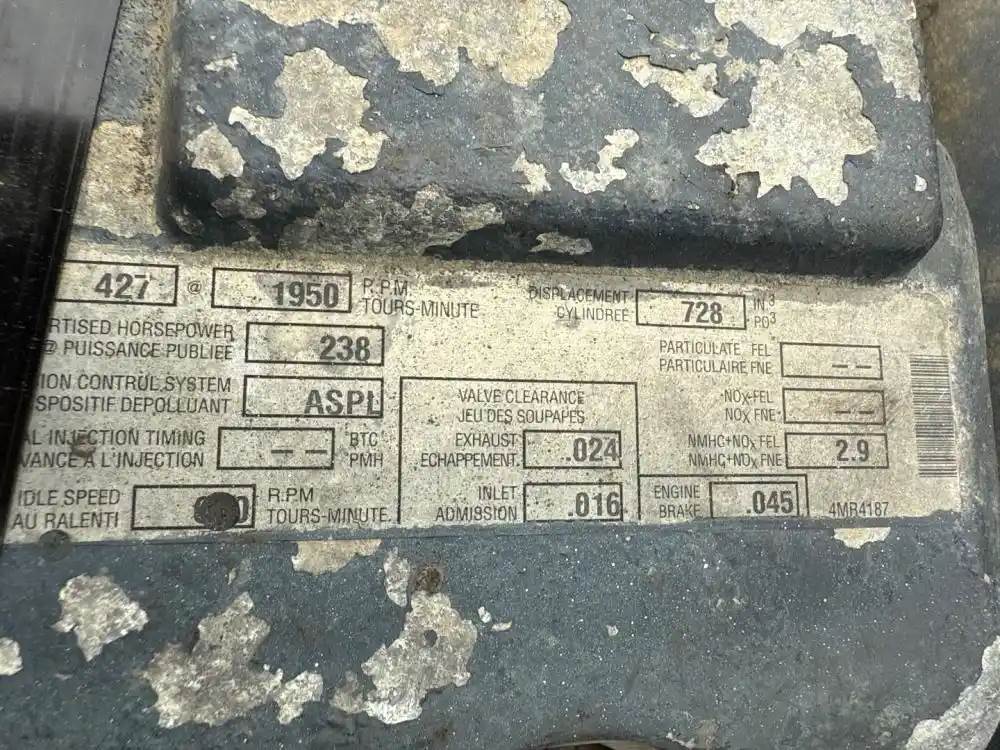 427 @ 1950 R.P.M. TOURS-MINUTE
DISPLACEMENT CYLINDREE 728 IN.³ PO³
RTISED HORSEPOWER 238
@ PUISSANCE PUBLIEE
ION CONTROL SYSTEM ASPL
SPOSITIF DEPOLLUANT
AL INJECTION TIMING -- BTC
VANCE A L'INJECTION PMH
IDLE SPEED R.P.M
AU RALENTI TOURS-MINUTE.
VALVE CLEARANCE
JEU DES SOUPAPES
EXHAUST .024
ECHAPPEMENT.
INLET .016
ADMISSION
PARTICULATE FEL --
PARTICULAIRE FNE
NOx FEL --
NOx FNE
NMHC+NOx FEL 2.9
NMHC+NOx FNE
ENGINE .045
BRAKE
4MR4187